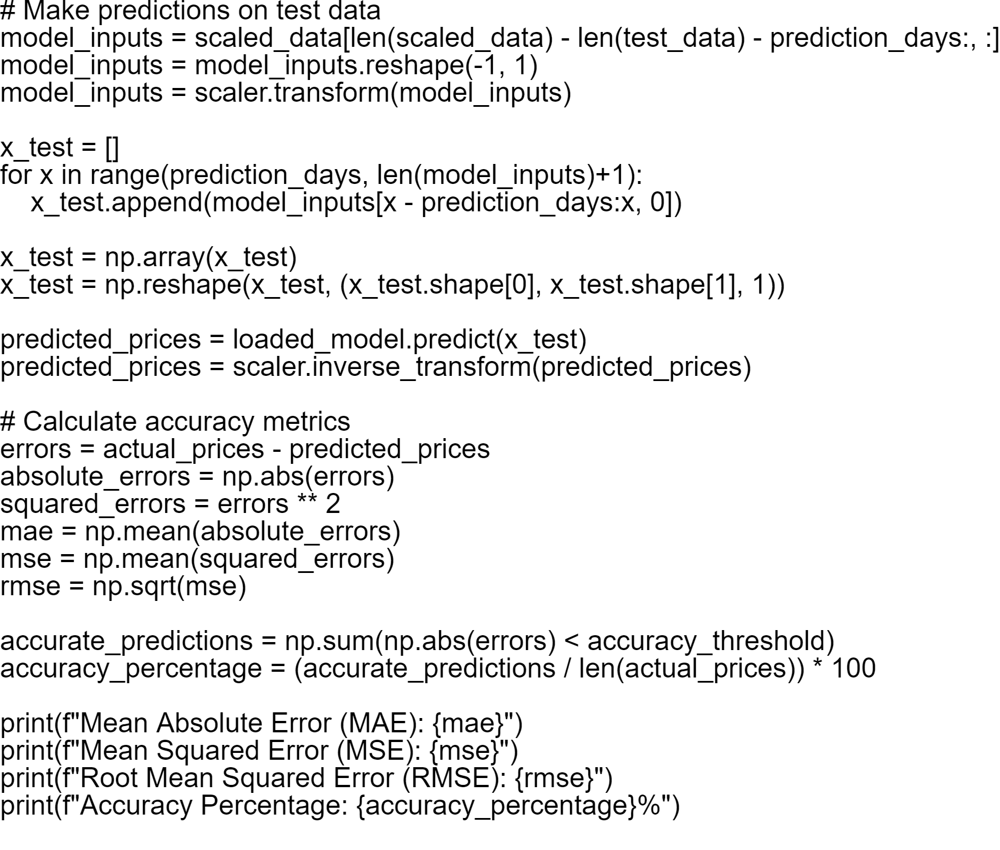 # Make predictions on test data
model_inputs = scaled_data[len(scaled_data) - len(test_data) - prediction_days:, :]
model_inputs = model_inputs.reshape(-1, 1)
model_inputs = scaler.transform(model_inputs)

x_test = []
for x in range(prediction_days, len(model_inputs)+1):
    x_test.append(model_inputs[x - prediction_days:x, 0])

x_test = np.array(x_test)
x_test = np.reshape(x_test, (x_test.shape[0], x_test.shape[1], 1))

predicted_prices = loaded_model.predict(x_test)
predicted_prices = scaler.inverse_transform(predicted_prices)

# Calculate accuracy metrics
errors = actual_prices - predicted_prices
absolute_errors = np.abs(errors)
squared_errors = errors ** 2
mae = np.mean(absolute_errors)
mse = np.mean(squared_errors)
rmse = np.sqrt(mse)

accurate_predictions = np.sum(np.abs(errors) < accuracy_threshold)
accuracy_percentage = (accurate_predictions / len(actual_prices)) * 100

print(f"Mean Absolute Error (MAE): {mae}")
print(f"Mean Squared Error (MSE): {mse}")
print(f"Root Mean Squared Error (RMSE): {rmse}")
print(f"Accuracy Percentage: {accuracy_percentage}%")